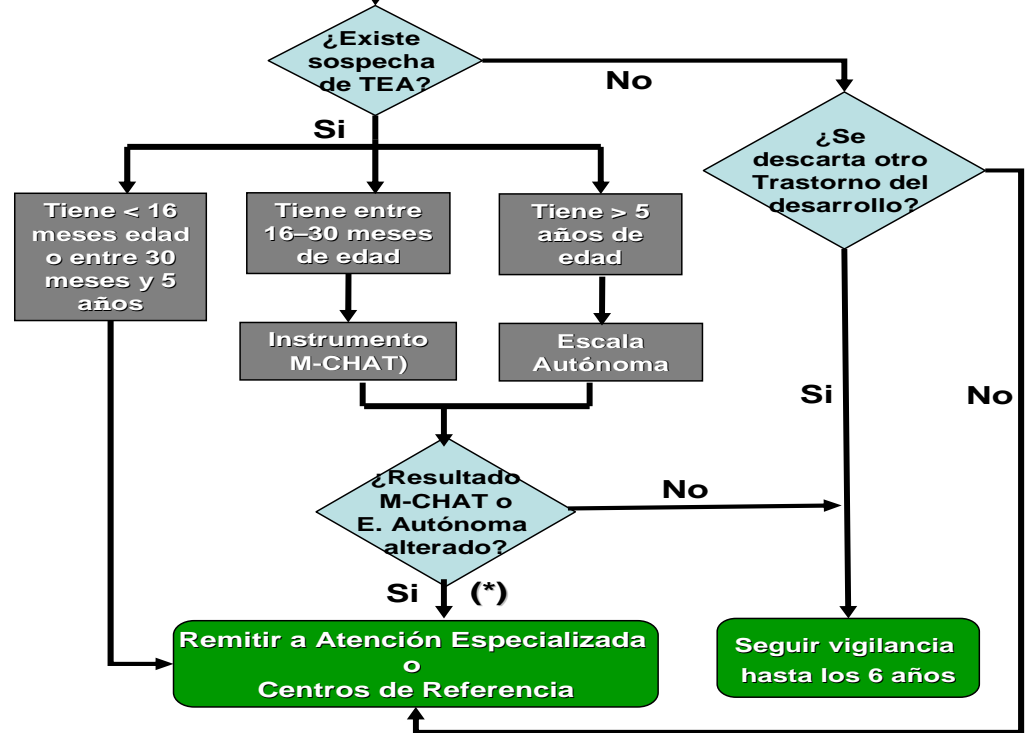 ¿Existe
sospecha
de TEA?
No
Si
¿Se
descarta otro
Trastorno del
desarrollo?
Tiene < 16
meses edad
o entre 30
meses y 5
años
Tiene entre
16–30 meses
de edad
Tiene > 5
años de
edad
Instrumento
M-CHAT)
Escala
Autónoma
Si
No
¿Resultado
M-CHAT o
E. Autónoma
alterado?
No
Si (*)
Remitir a Atención Especializada
o
Centros de Referencia
Seguir vigilancia
hasta los 6 años